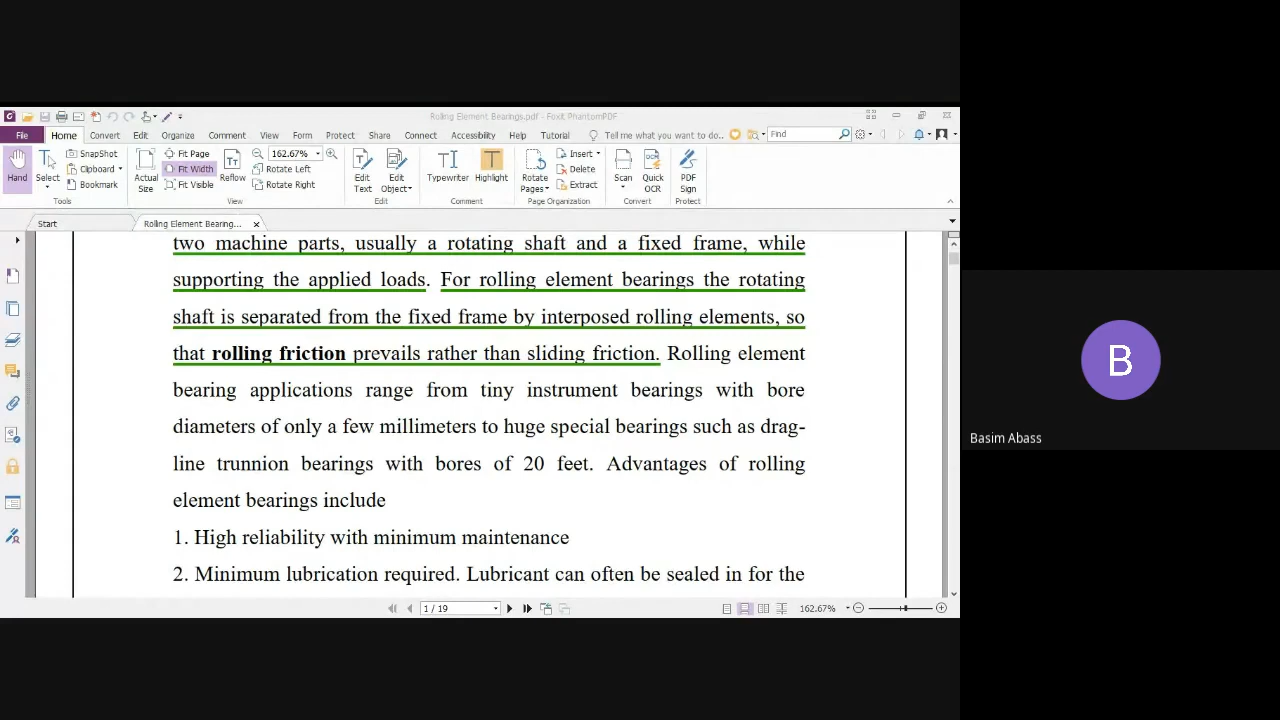 Rolling Element Bearings.pdf - Foxit PhantomPDF
File Home Convert Edit Organize Comment View Form Protect Share Connect Accessibility Help Tutorial Tell me what you want to do.. Find
Hand
Select
SnapShot
Clipboard
Bookmark
Tools
Actual Size
Fit Page
Fit Width
Fit Visible
Reflow
162.67%
Rotate Left
Rotate Right
View
Edit Text
Edit Object
Edit
Typewriter
Highlight
Comment
Rotate Pages
Insert
Delete
Extract
Page Organization
Scan
Quick OCR
Convert
PDF Sign
Protect
Start
Rolling Element Bearing...
two machine parts, usually a rotating shaft and a fixed frame, while
supporting the applied loads. For rolling element bearings the rotating
shaft is separated from the fixed frame by interposed rolling elements, so
that rolling friction prevails rather than sliding friction. Rolling element
bearing applications range from tiny instrument bearings with bore
diameters of only a few millimeters to huge special bearings such as drag-
line trunnion bearings with bores of 20 feet. Advantages of rolling
element bearings include
1. High reliability with minimum maintenance
2. Minimum lubrication required. Lubricant can often be sealed in for the
1 / 19
162.67%
B
Basim Abass